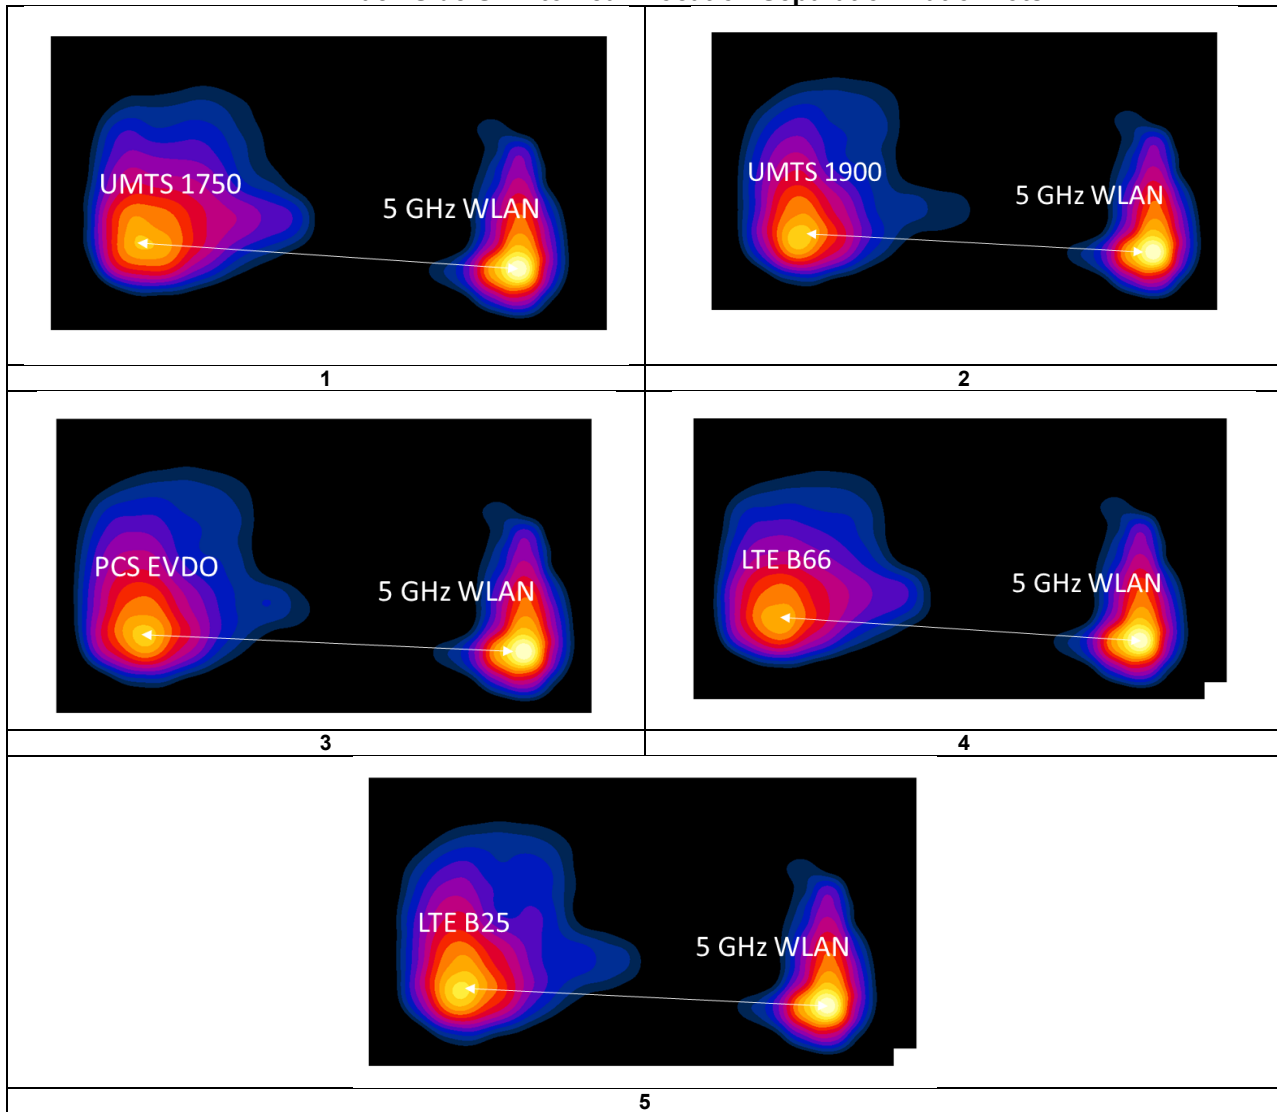 UMTS 1750
5 GHz WLAN
UMTS 1900
5 GHz WLAN
1
2
PCS EVDO
5 GHz WLAN
LTE B66
5 GHz WLAN
3
4
LTE B25
5 GHz WLAN
5